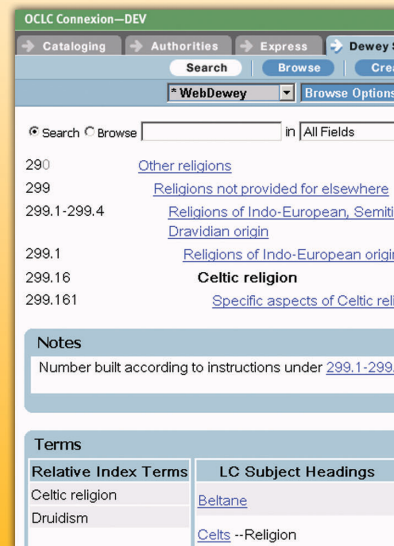 OCLC Connexion—DEV
Cataloging Authorities Express Dewey
Search Browse
* WebDewey Browse Options
Search Browse in All Fields
290 Other religions
299 Religions not provided for elsewhere
299.1-299.4 Religions of Indo-European,
Dravidian origin
299.1 Religions of Indo-European origin
299.16 Celtic religion
299.161 Specific aspects of Celtic
Notes
Number built according to instructions under 299.1-299.
Terms
Relative Index Terms LC Subject Headings
Celtic religion Beltane
Druidism
Celts --Religion